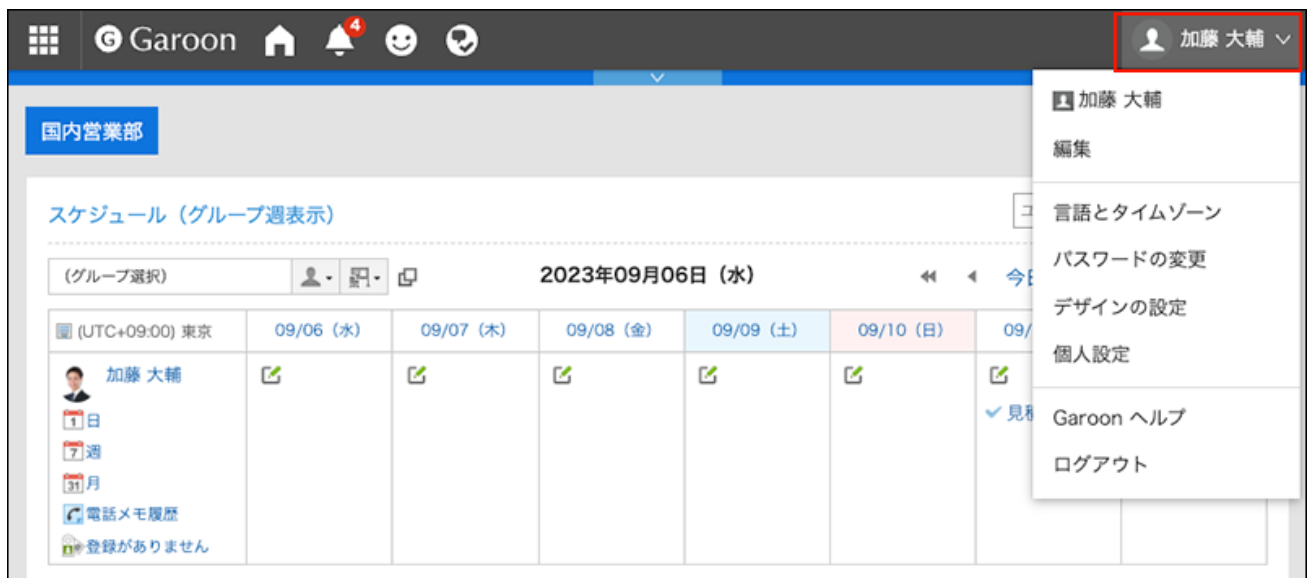 G Garoon 4 加藤 大輔
加藤 大輔
編集
言語とタイムゾーン
パスワードの変更
デザインの設定
個人設定
Garoon ヘルプ
ログアウト
国内営業部
スケジュール（グループ週表示）
(グループ選択) 2023年09月06日（水）
(UTC+09:00) 東京 09/06（水） 09/07（木） 09/08（金） 09/09（土） 09/10（日） 09/
加藤 大輔
1 日
7 週
31 月
電話メモ履歴
登録がありません